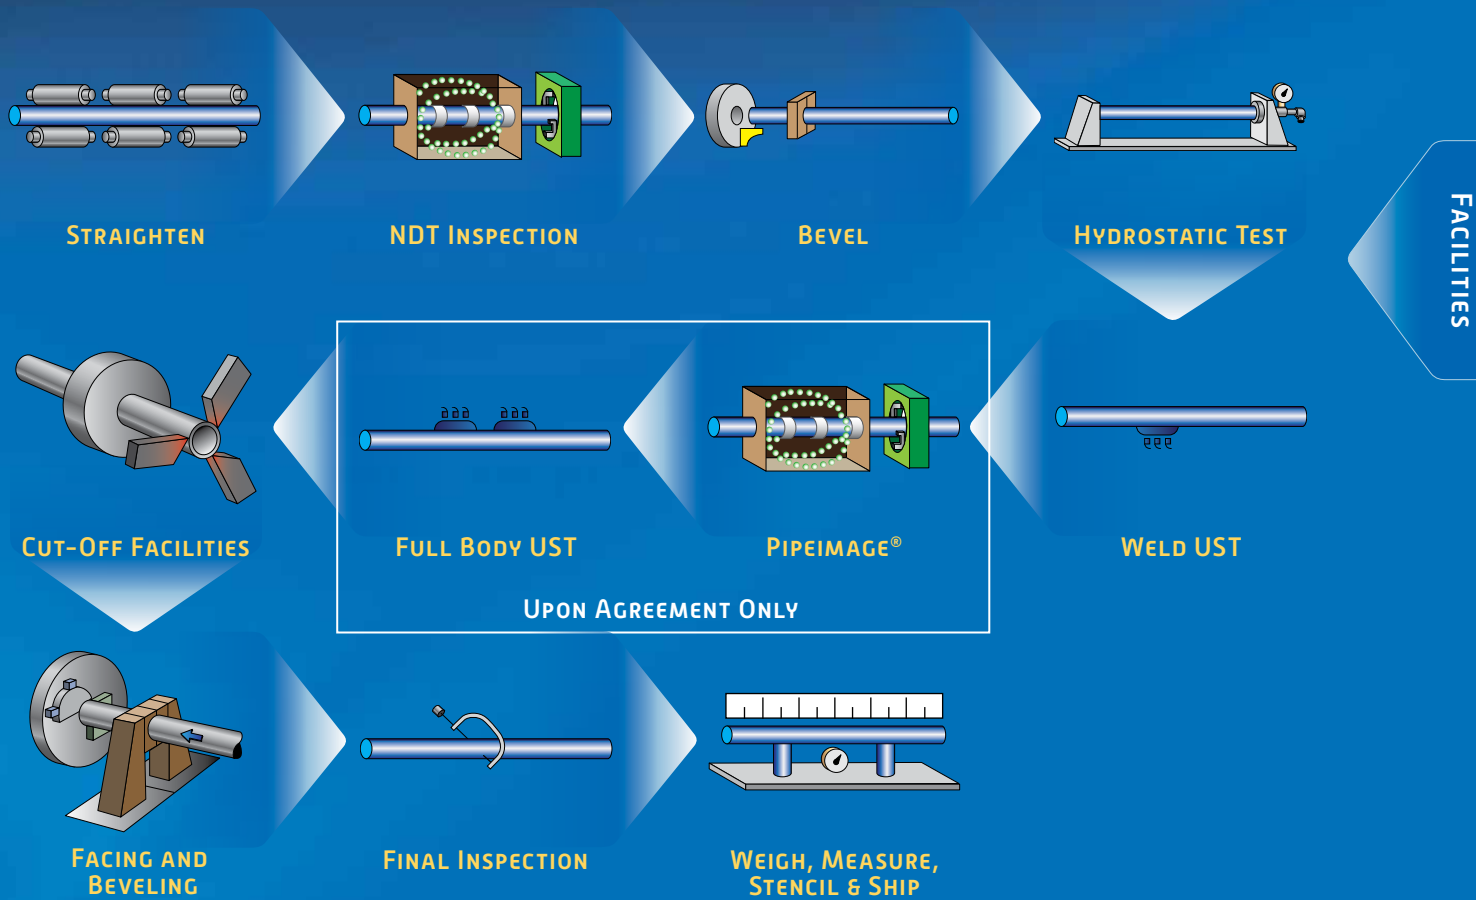 STRAIGHTEN
NDT INSPECTION
BEVEL
HYDROSTATIC TEST
FACILITIES
CUT-OFF FACILITIES
FULL BODY UST
PIPEIMAGE®
WELD UST
UPON AGREEMENT ONLY
FACING AND
BEVELING
FINAL INSPECTION
WEIGH, MEASURE,
STENCIL & SHIP